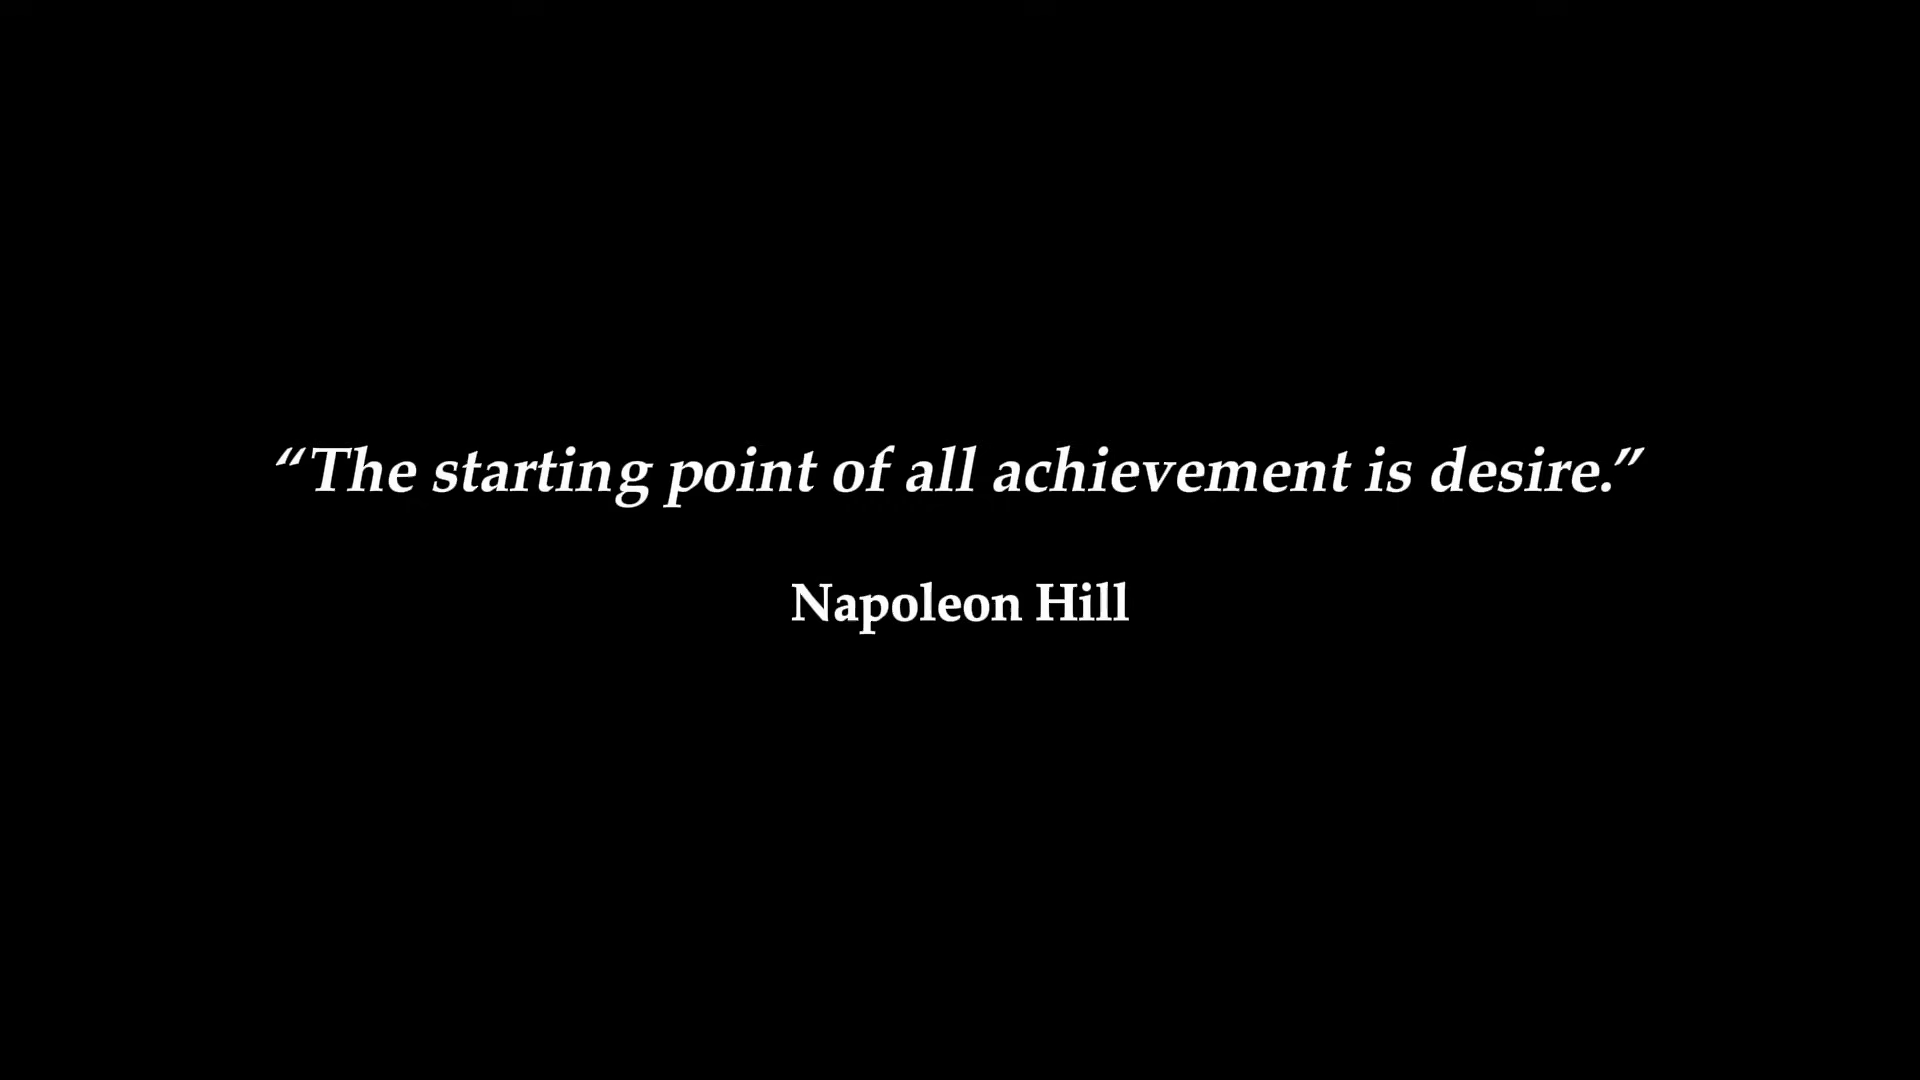 “The starting point of all achievement is desire.”
Napoleon Hill